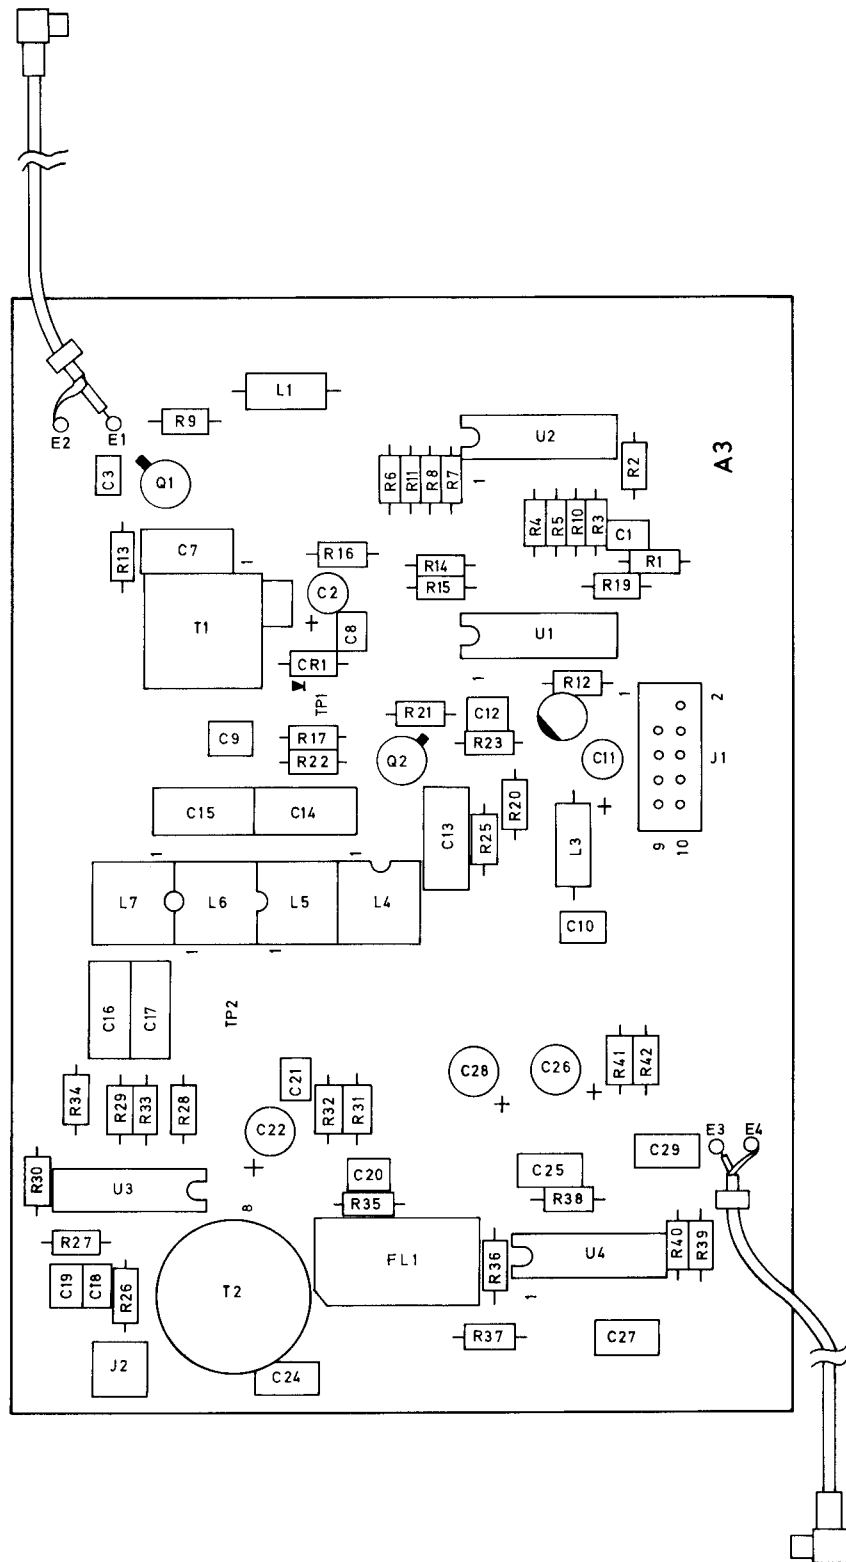 L1
R9
E2
E1
U2
A3
R2
C3
Q1
R6
R11
R8
R7
1
R4
R5
R10
R3
C1
R13
C7
1
R16
R14
R1
R15
R19
C2
T1
+
C8
U1
CR1
1
R12
1
2
TP1
R21
C12
C9
R17
R23
R22
Q2
C11
J1
+
C15
C14
C13
R20
R25
L3
9
10
1
1
L7
L6
L5
L4
C10
1
1
C16
C17
TP2
C28
C26
R41
R42
+
+
R34
R29
R33
R28
C21
R32
R31
C22
+
E3
E4
C29
R30
U3
C20
C25
R35
R38
8
R27
FL1
R36
U4
R40
R39
1
C19
C18
R26
T2
R37
C27
J2
C24